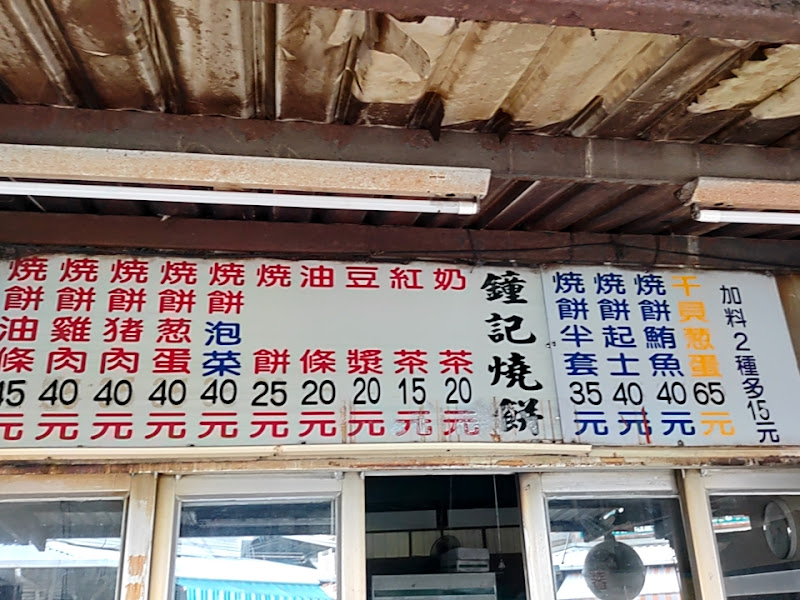 燒餅油條45元
燒餅雞肉40元
燒餅豬肉40元
燒餅葱蛋40元
燒餅泡菜40元
燒餅25元
油條20元
豆漿20元
紅茶15元
奶茶20元
鐘記燒餅
燒餅半套35元
燒餅起士40元
燒餅鮪魚40元
干貝葱蛋65元
加料2種多15元